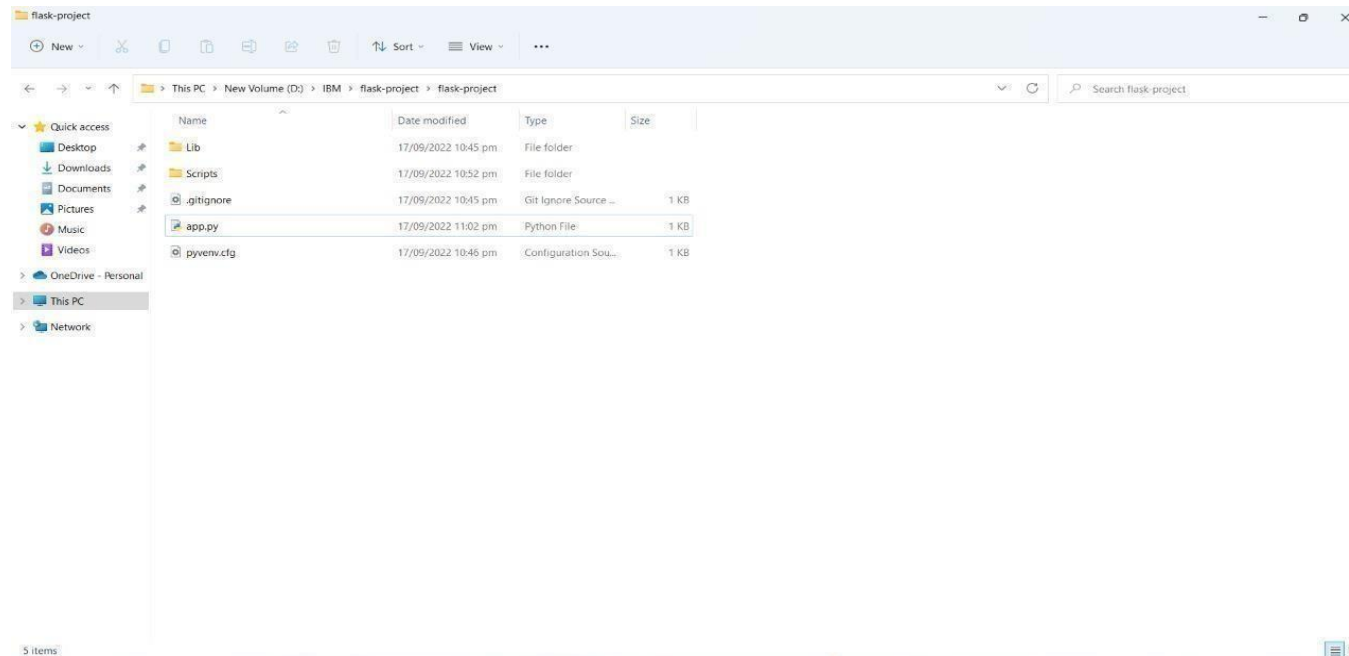 flask-project
New Sort View
This PC > New Volume (D:) > IBM > flask-project > flask-project Search flask-project
Quick access
Desktop
Downloads
Documents
Pictures
Music
Videos
OneDrive - Personal
This PC
Network
Name Date modified Type Size
Lib 17/09/2022 10:45 pm File folder
Scripts 17/09/2022 10:52 pm File folder
.gitignore 17/09/2022 10:45 pm Git Ignore Source ... 1 KB
app.py 17/09/2022 11:02 pm Python File 1 KB
pyvenv.cfg 17/09/2022 10:46 pm Configuration Sou... 1 KB
5 items